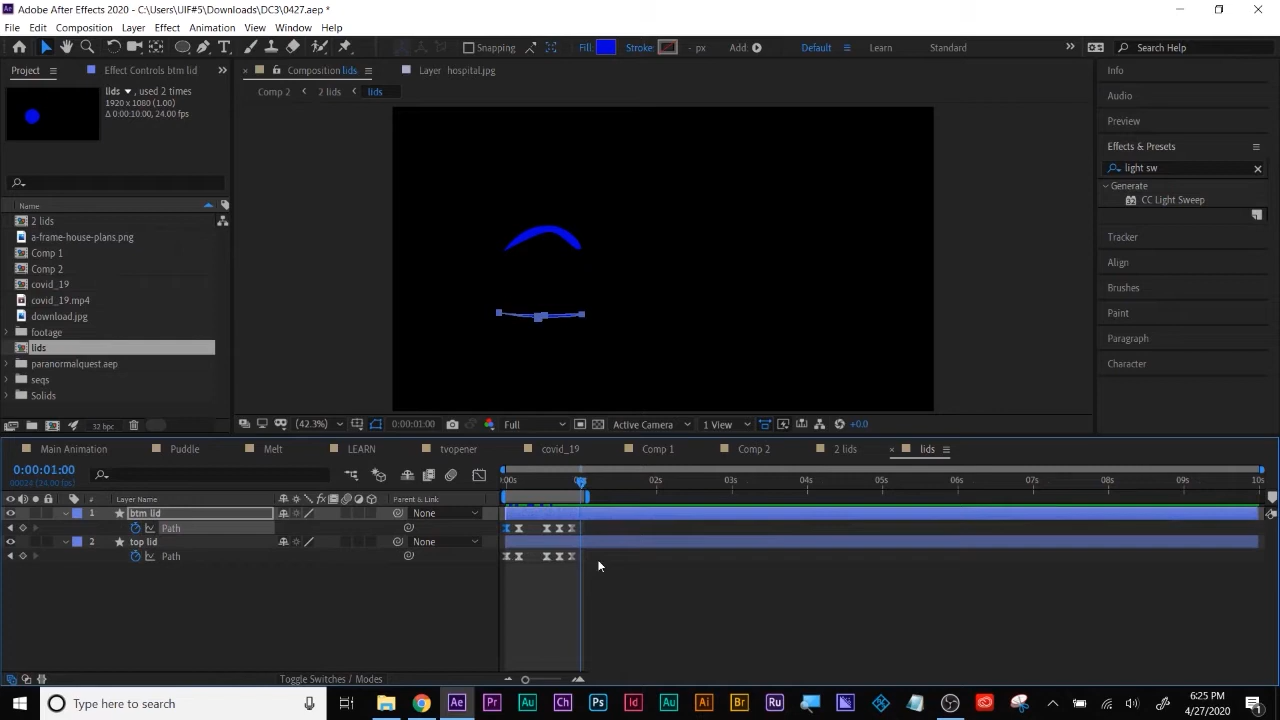 Adobe After Effects 2020 - C:\Users\UIF#5\Downloads\DC3\0427.aep *
File Edit Composition Layer Effect Animation View Window Help
Snapping Fill: Stroke: - px Add: Default Learn Standard Search Help
Project Effect Controls btm lid Composition lids Layer hospital.jpg Info
lids , used 2 times
1920 x 1080 (1.00)
Δ 0:00:10:00, 24.00 fps
Comp 2 2 lids lids
Audio
Preview
Effects & Presets
light sw
Generate
CC Light Sweep
Tracker
Align
Brushes
Paint
Paragraph
Character
Name
2 lids
a-frame-house-plans.png
Comp 1
Comp 2
covid_19
covid_19.mp4
download.jpg
footage
lids
paranormalquest aep
seqs
Solids
32 bpc
(42.3%) 0:00:01:00 Full Active Camera 1 View +0.0
Main Animation Puddle Melt LEARN tvopener covid_19 Comp 1 Comp 2 2 lids lids
0:00:01:00
00024 (24.00 fps)
02s 03s 04s 05s 06s 07s 08s 09s 10s
# Layer Name Parent & Link
1 btm lid None
Path
2 top lid None
Path
Toggle Switches / Modes
Type here to search
6:25 PM
4/27/2020